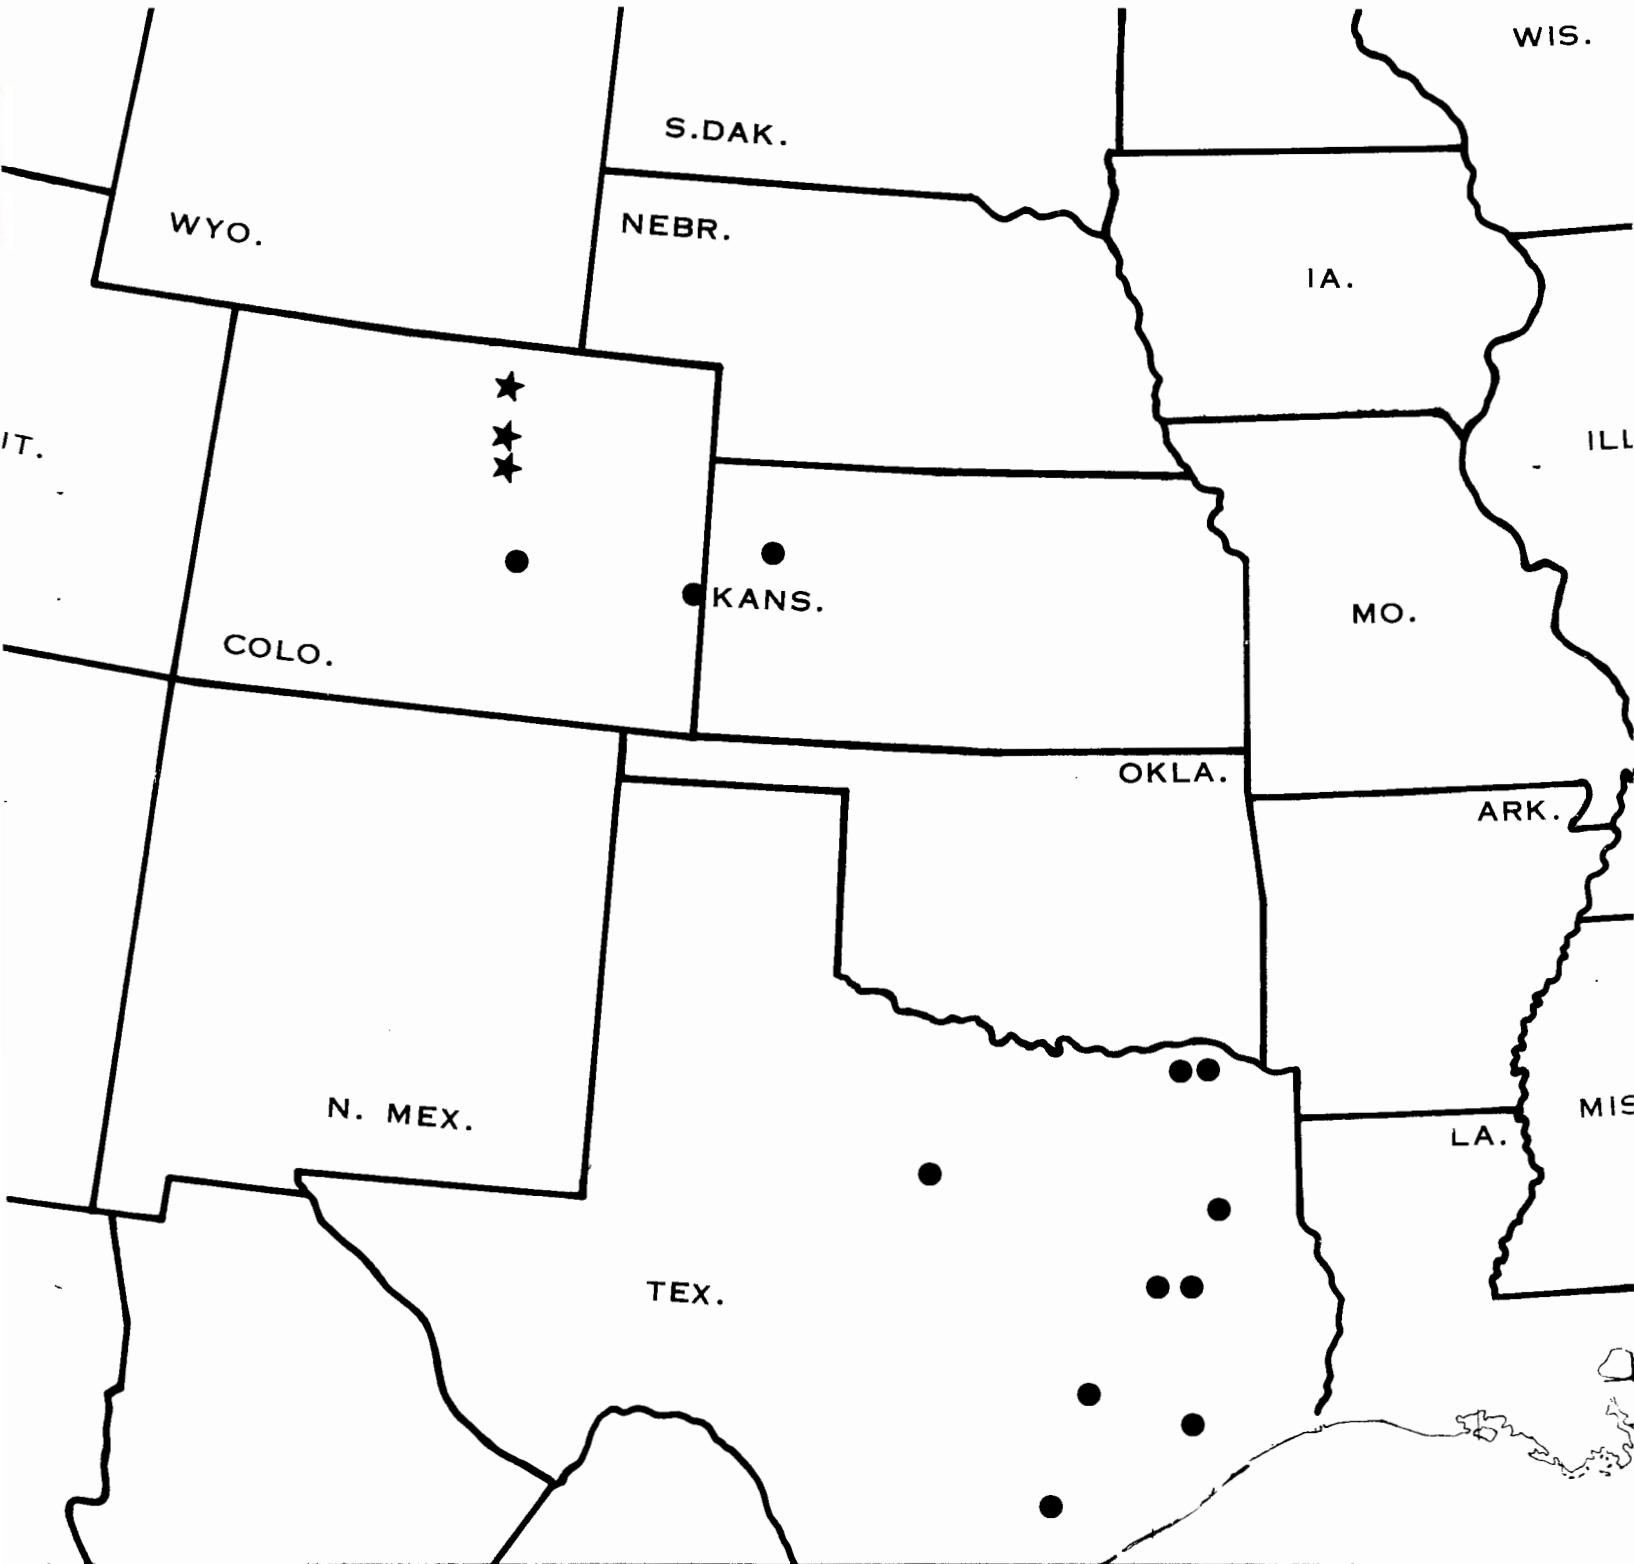 WIS.
S.DAK.
WYO.
NEBR.
IA.
IT.
ILL
KANS.
MO.
COLO.
OKLA.
ARK.
N. MEX.
MIS
LA.
TEX.